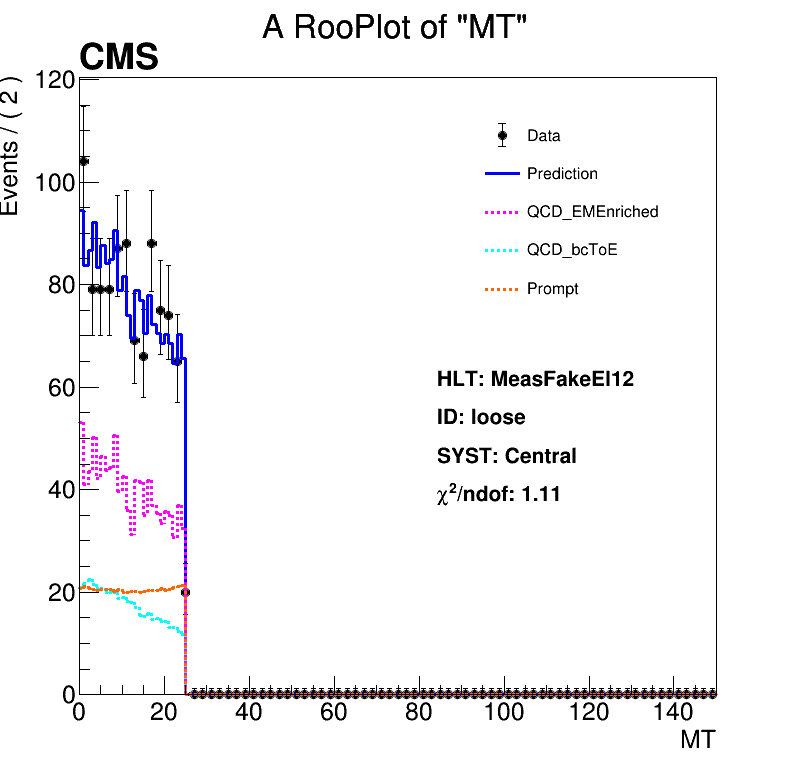 A RooPlot of "MT"
CMS
Events / ( 2 )
120
100
80
60
40
20
0
Data
Prediction
QCD_EMEnriched
QCD_bcToE
Prompt
HLT: MeasFakeEl12
ID: loose
SYST: Central
χ²/ndof: 1.11
0 20 40 60 80 100 120 140
MT